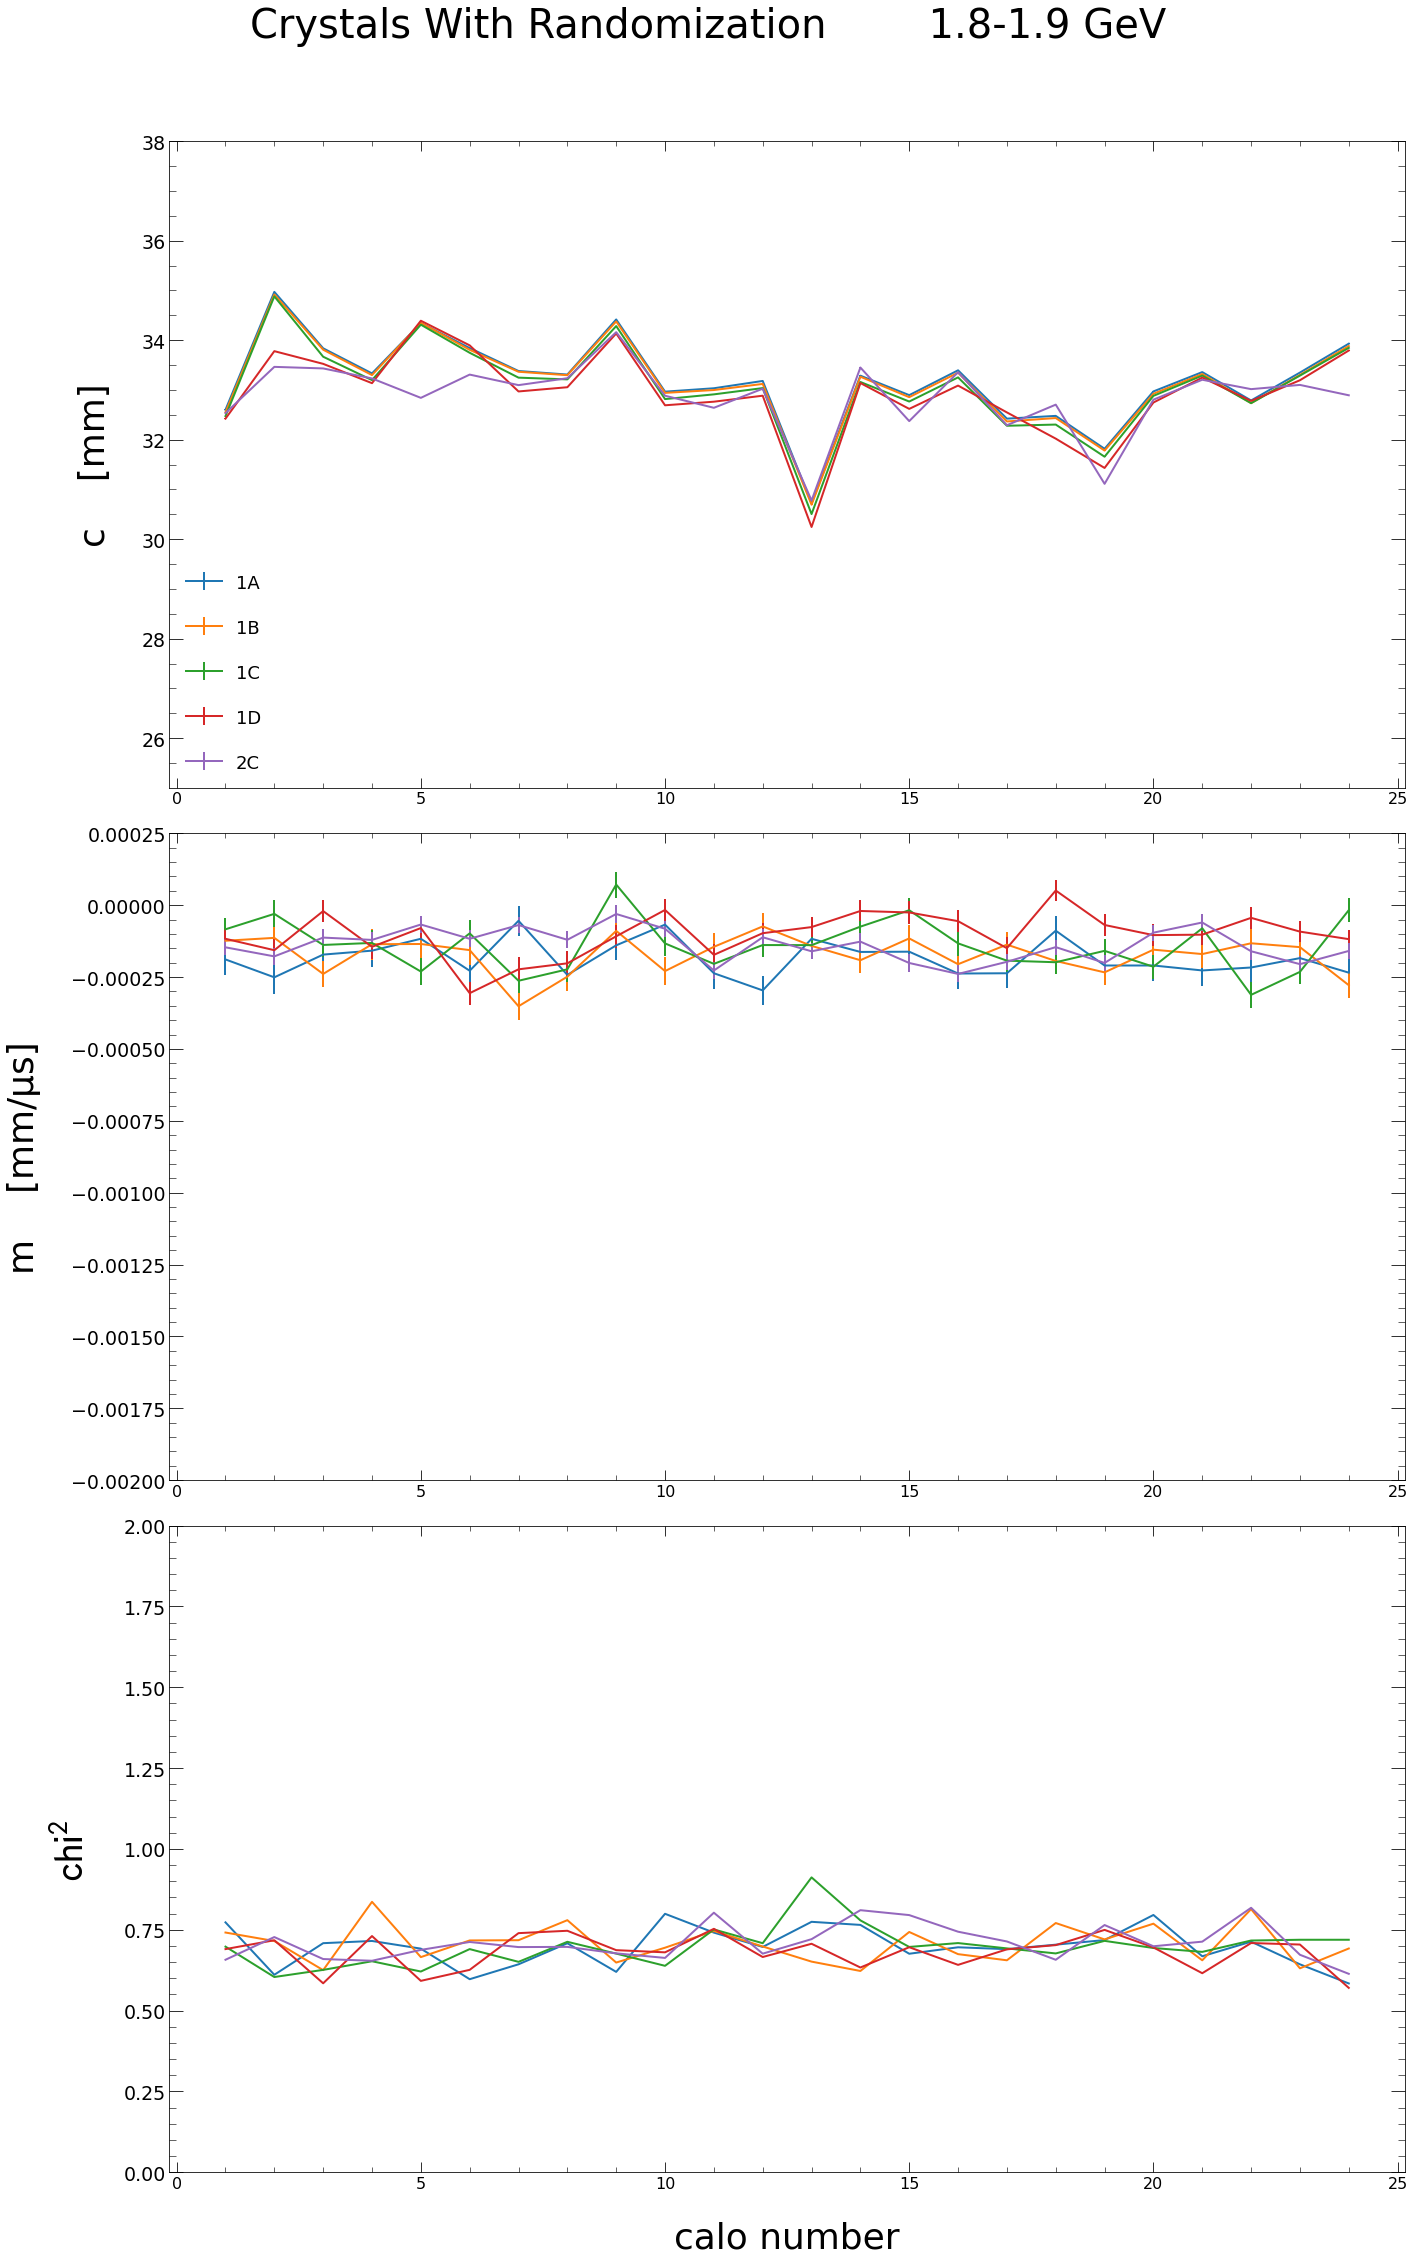 Crystals With Randomization 1.8-1.9 GeV
38
36
34
32
30
28
26
c [mm]
1A
1B
1C
1D
2C
0 5 10 15 20 25
0.00025
0.00000
−0.00025
−0.00050
−0.00075
−0.00100
−0.00125
−0.00150
−0.00175
−0.00200
m [mm/µs]
0 5 10 15 20 25
2.00
1.75
1.50
1.25
1.00
0.75
0.50
0.25
0.00
chi²
0 5 10 15 20 25
calo number